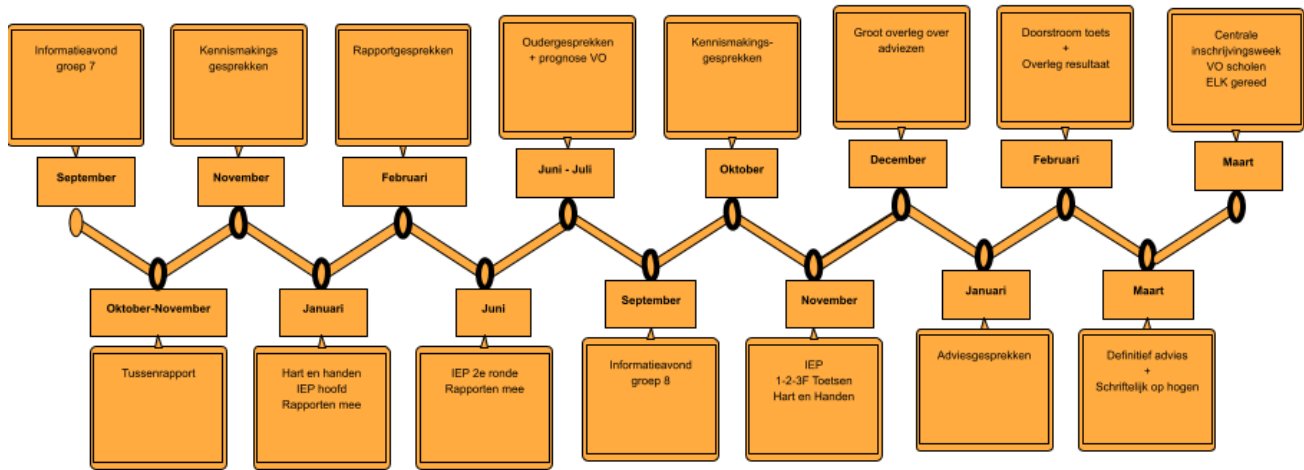 Informatieavond
groep 7
September
Oktober-November
Tussenrapport
Kennismakings
gesprekken
November
Januari
Hart en handen
IEP hoofd
Rapporten mee
Rapportgesprekken
Februari
Juni
IEP 2e ronde
Rapporten mee
Oudergesprekken
+ prognose VO
Juni - Juli
September
Informatieavond
groep 8
Kennismakings-
gesprekken
Oktober
November
IEP
1-2-3F Toetsen
Hart en Handen
Groot overleg over
adviezen
December
Januari
Adviesgesprekken
Doorstroom toets
+
Overleg resultaat
Februari
Maart
Definitief advies
+
Schriftelijk op hogen
Centrale
inschrijvingsweek
VO scholen
ELK gereed
Maart